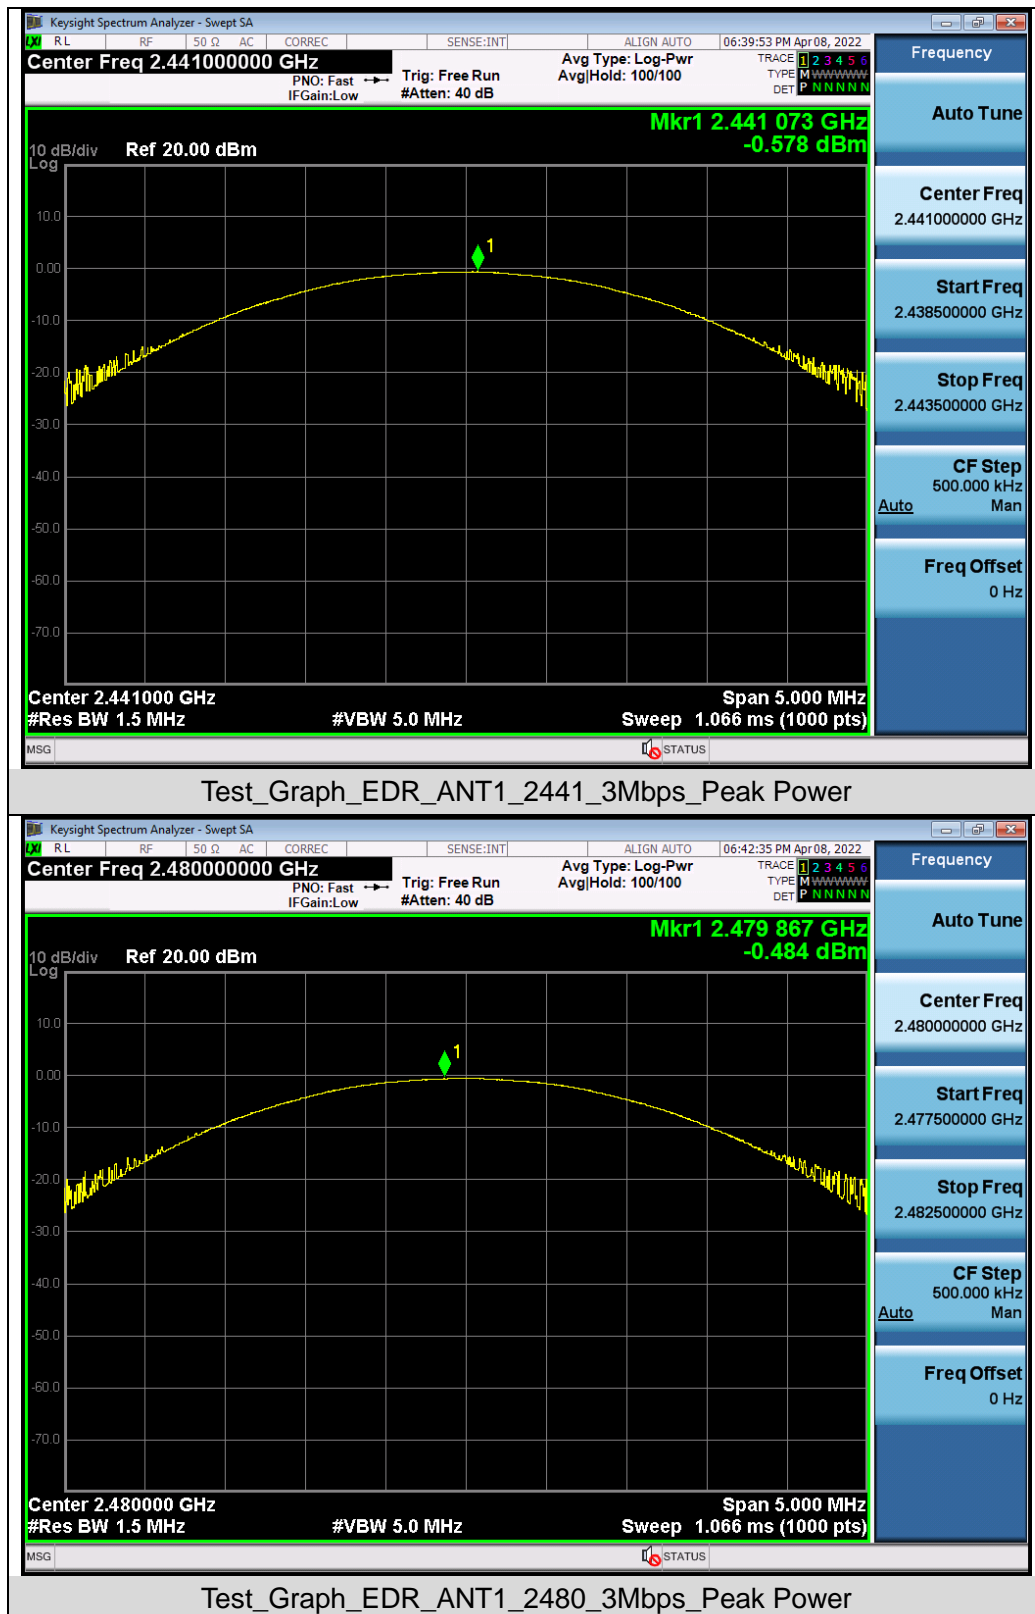 Keysight Spectrum Analyzer - Swept SA
LXI RL RF 50 Ω AC CORREC SENSE:INT ALIGN AUTO 06:39:53 PM Apr 08, 2022
Center Freq 2.441000000 GHz
PNO: Fast
IFGain:Low
Trig: Free Run
#Atten: 40 dB
Avg Type: Log-Pwr
Avg|Hold: 100/100
TRACE 1 2 3 4 5 6
TYPE M W W W W W
DET P N N N N N
Mkr1 2.441 073 GHz
-0.578 dBm
10 dB/div
Log
Ref 20.00 dBm
1
10.0
0.00
-10.0
-20.0
-30.0
-40.0
-50.0
-60.0
-70.0
Center 2.441000 GHz
Span 5.000 MHz
#Res BW 1.5 MHz
#VBW 5.0 MHz
Sweep 1.066 ms (1000 pts)
MSG
STATUS
Frequency
Auto Tune
Center Freq
2.441000000 GHz
Start Freq
2.438500000 GHz
Stop Freq
2.443500000 GHz
CF Step
500.000 kHz
Auto Man
Freq Offset
0 Hz
Test_Graph_EDR_ANT1_2441_3Mbps_Peak Power
Keysight Spectrum Analyzer - Swept SA
LXI RL RF 50 Ω AC CORREC SENSE:INT ALIGN AUTO 06:42:35 PM Apr 08, 2022
Center Freq 2.480000000 GHz
PNO: Fast
IFGain:Low
Trig: Free Run
#Atten: 40 dB
Avg Type: Log-Pwr
Avg|Hold: 100/100
TRACE 1 2 3 4 5 6
TYPE M W W W W W
DET P N N N N N
Mkr1 2.479 867 GHz
-0.484 dBm
10 dB/div
Log
Ref 20.00 dBm
1
10.0
0.00
-10.0
-20.0
-30.0
-40.0
-50.0
-60.0
-70.0
Center 2.480000 GHz
Span 5.000 MHz
#Res BW 1.5 MHz
#VBW 5.0 MHz
Sweep 1.066 ms (1000 pts)
MSG
STATUS
Frequency
Auto Tune
Center Freq
2.480000000 GHz
Start Freq
2.477500000 GHz
Stop Freq
2.482500000 GHz
CF Step
500.000 kHz
Auto Man
Freq Offset
0 Hz
Test_Graph_EDR_ANT1_2480_3Mbps_Peak Power